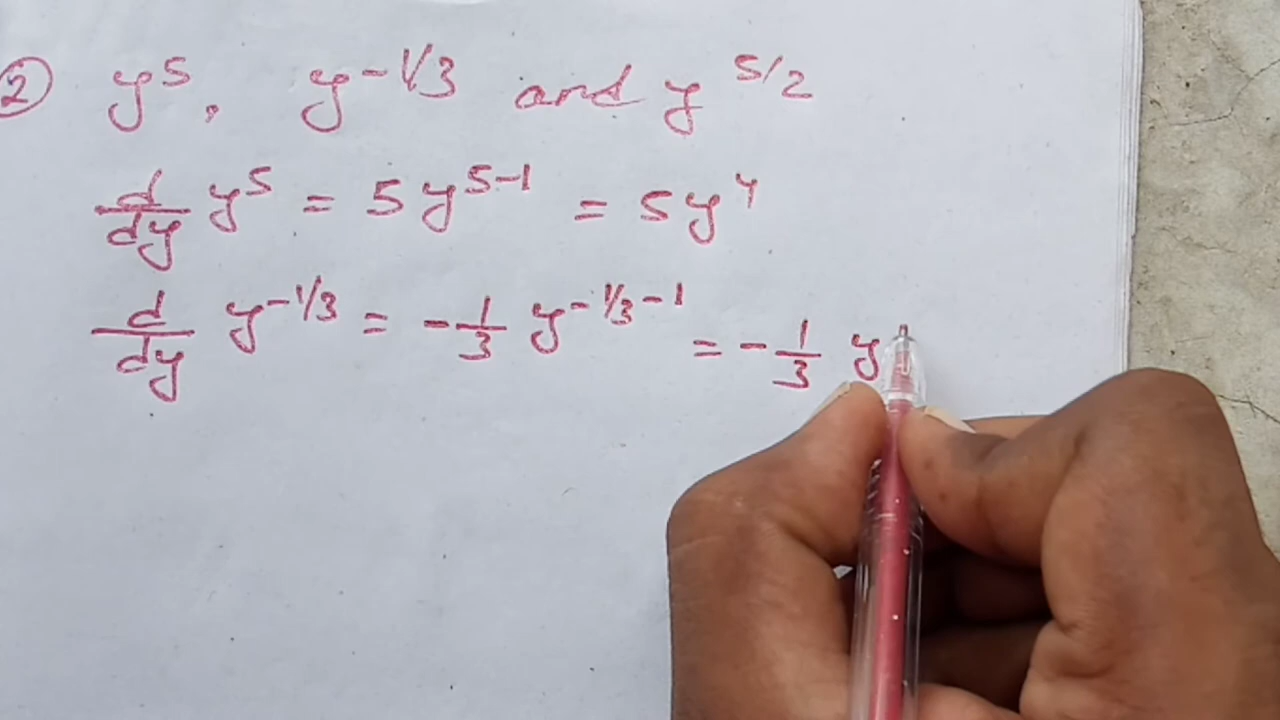 ② y^5, y^-1/3 and y^5/2
d/dy y^5 = 5 y^5-1 = 5y^4
d/dy y^-1/3 = -1/3 y^-1/3-1 = -1/3 y